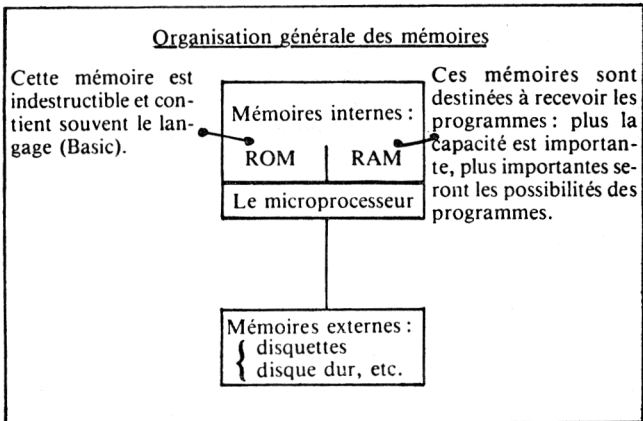 Organisation générale des mémoires
Cette mémoire est
indestructible et con-
tient souvent le lan-
gage (Basic).
Mémoires internes :
ROM
RAM
Ces mémoires sont
destinées à recevoir les
programmes : plus la
capacité est importan-
te, plus importantes se-
ront les possibilités des
programmes.
Le microprocesseur
Mémoires externes :
{ disquettes
disque dur, etc.